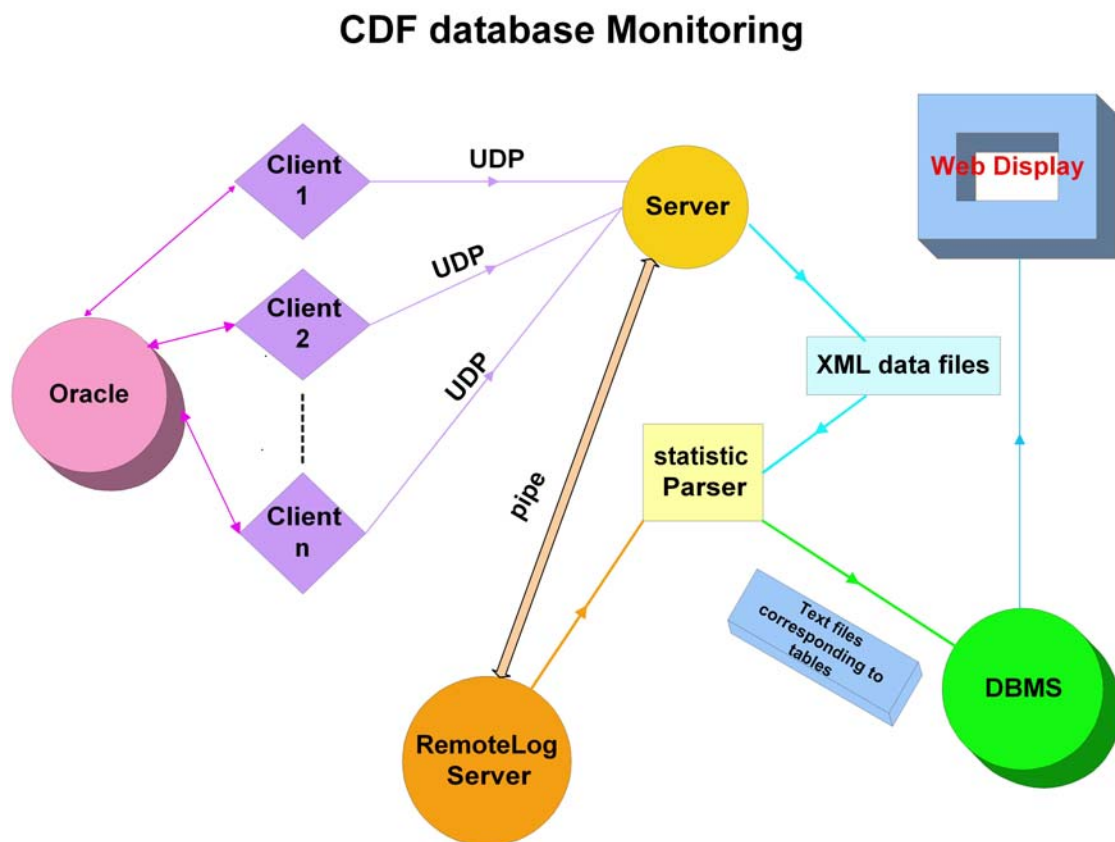 CDF database Monitoring
Client
1
UDP
Server
Web Display
Client
2
UDP
Oracle
UDP
XML data files
statistic
Parser
Client
n
pipe
Text files
corresponding to
tables
DBMS
RemoteLog
Server